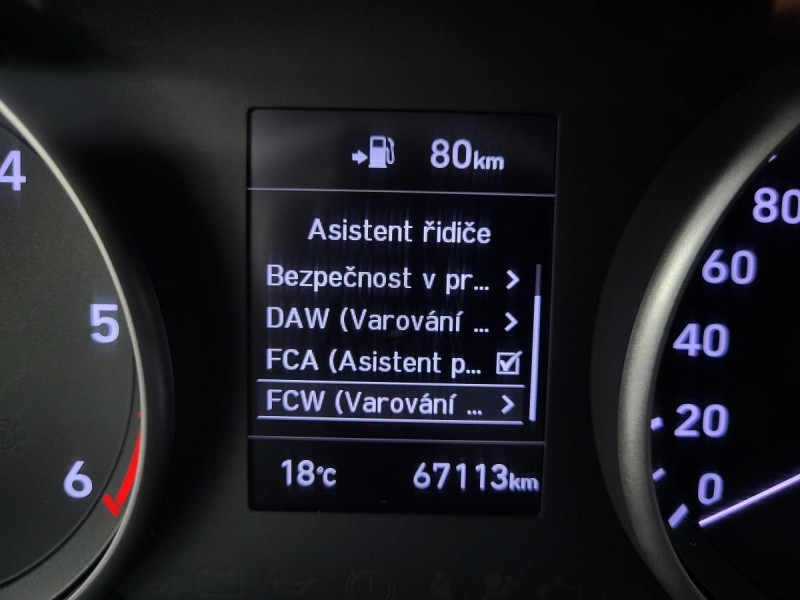 80km
Asistent řidiče
Bezpečnost v pr...
DAW (Varování ...
FCA (Asistent p...
FCW (Varování ...
18°C
67113km
4
5
6
80
60
40
20
0